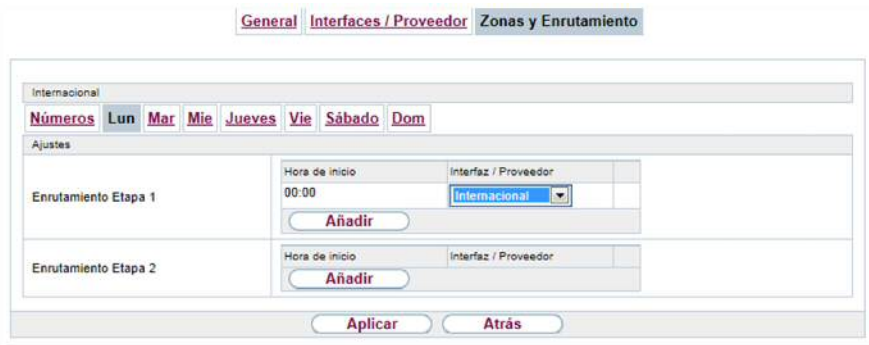 General Interfaces / Proveedor Zonas y Enrutamiento
Internacional
Números Lun Mar Mie Jueves Vie Sábado Dom
Ajustes
Enrutamiento Etapa 1
Hora de inicio Interfaz / Proveedor
00:00 Internacional
Añadir
Enrutamiento Etapa 2
Hora de inicio Interfaz / Proveedor
Añadir
Aplicar Atrás